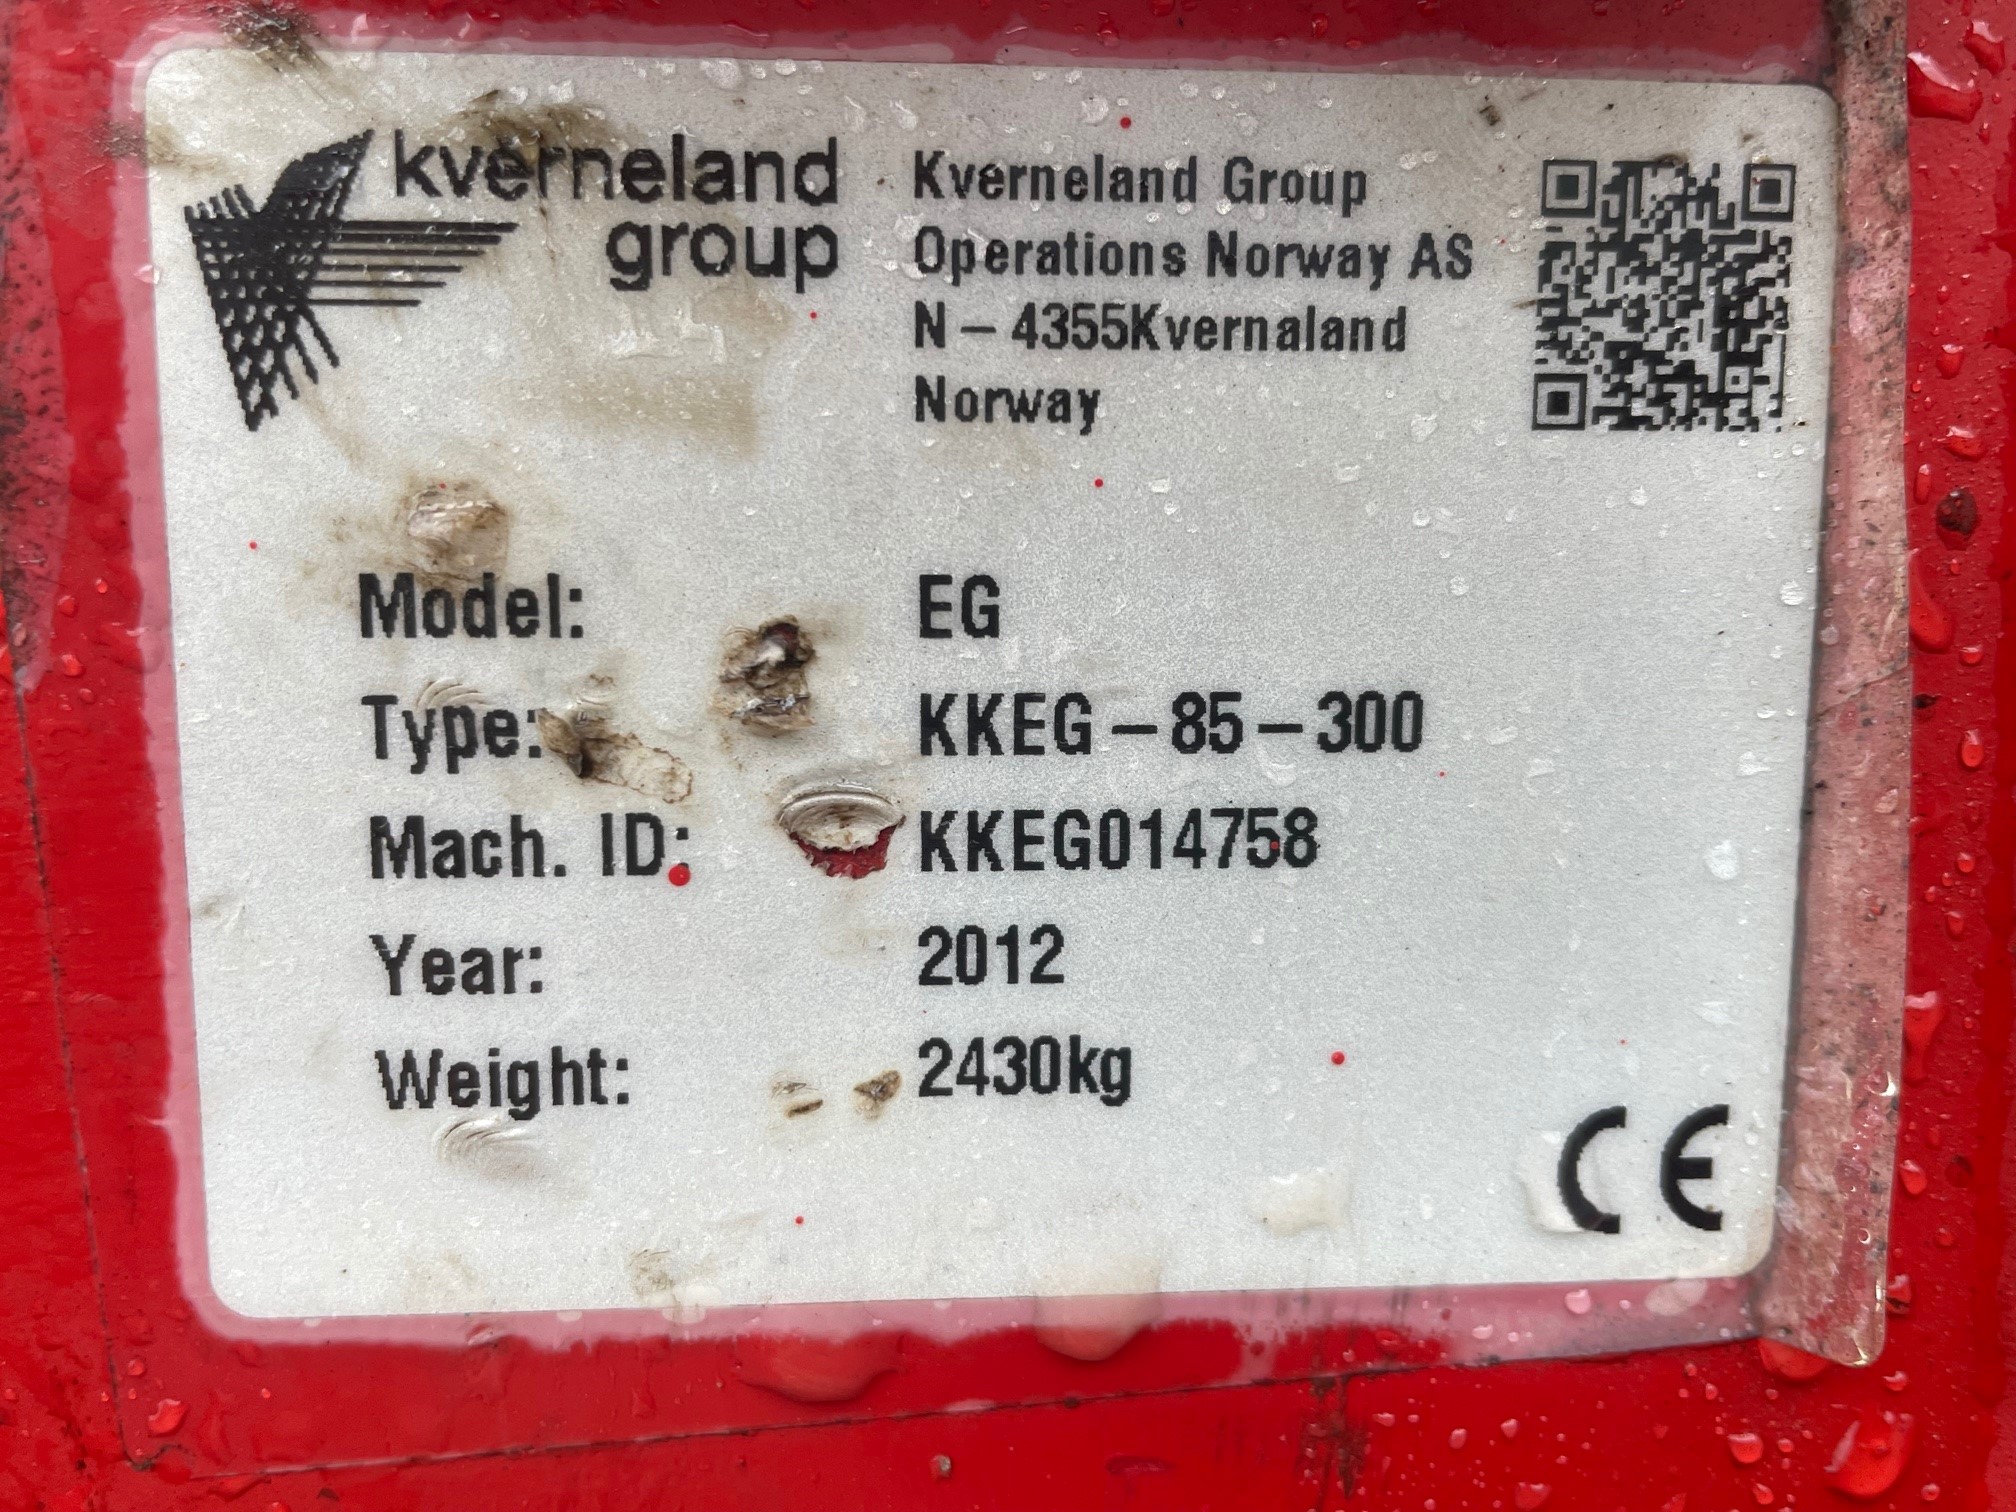 kverneland
group
Kverneland Group
Operations Norway AS
N - 4355Kvernaland
Norway
Model: EG
Type: KKEG-85-300
Mach. ID: KKEG014758
Year: 2012
Weight: 2430kg
CE